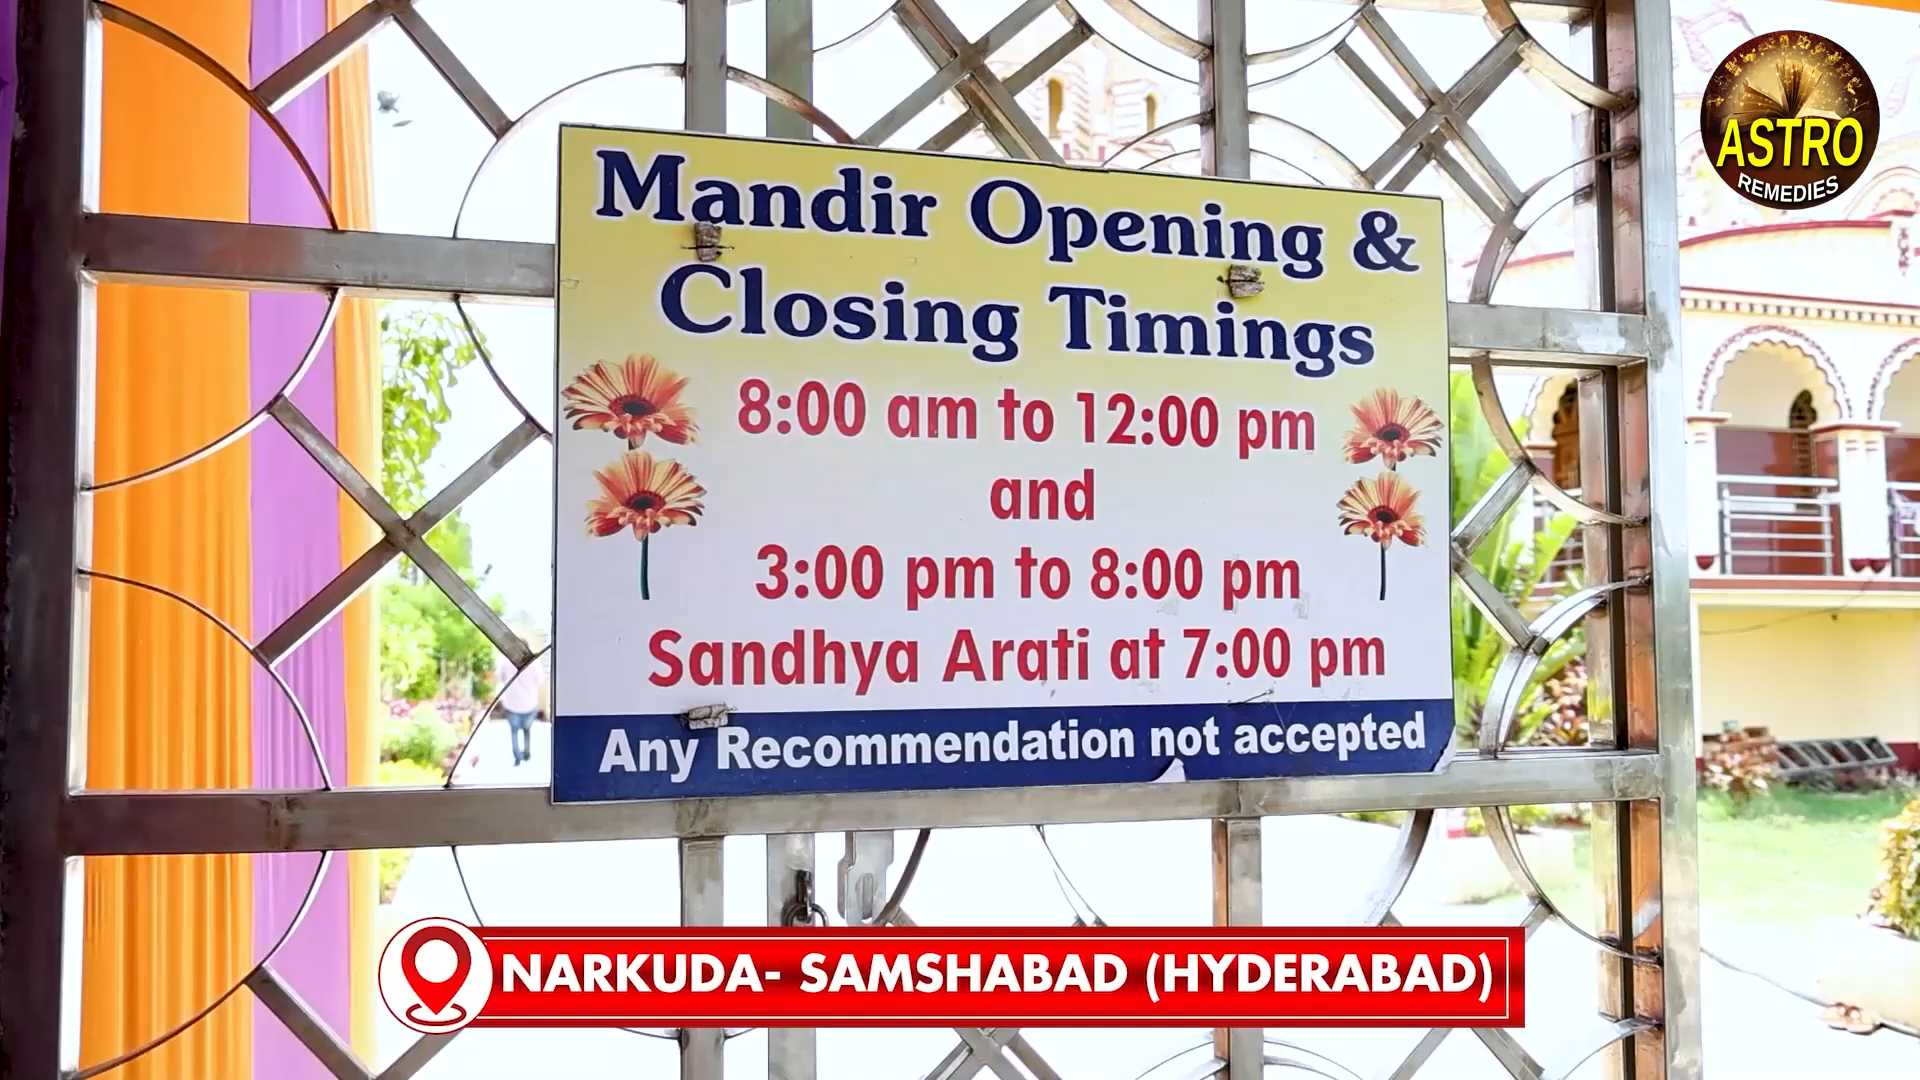 ASTRO
REMEDIES
Mandir Opening &
Closing Timings
8:00 am to 12:00 pm
and
3:00 pm to 8:00 pm
Sandhya Arati at 7:00 pm
Any Recommendation not accepted
NARKUDA- SAMSHABAD (HYDERABAD)